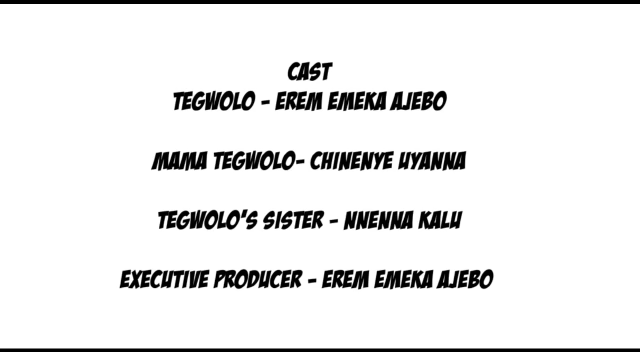 CAST
TEGWOLO - EREM EMEKA AJEBO
MAMA TEGWOLO- CHINENYE UYANNA
TEGWOLO'S SISTER - NNENNA KALU
EXECUTIVE PRODUCER - EREM EMEKA AJEBO